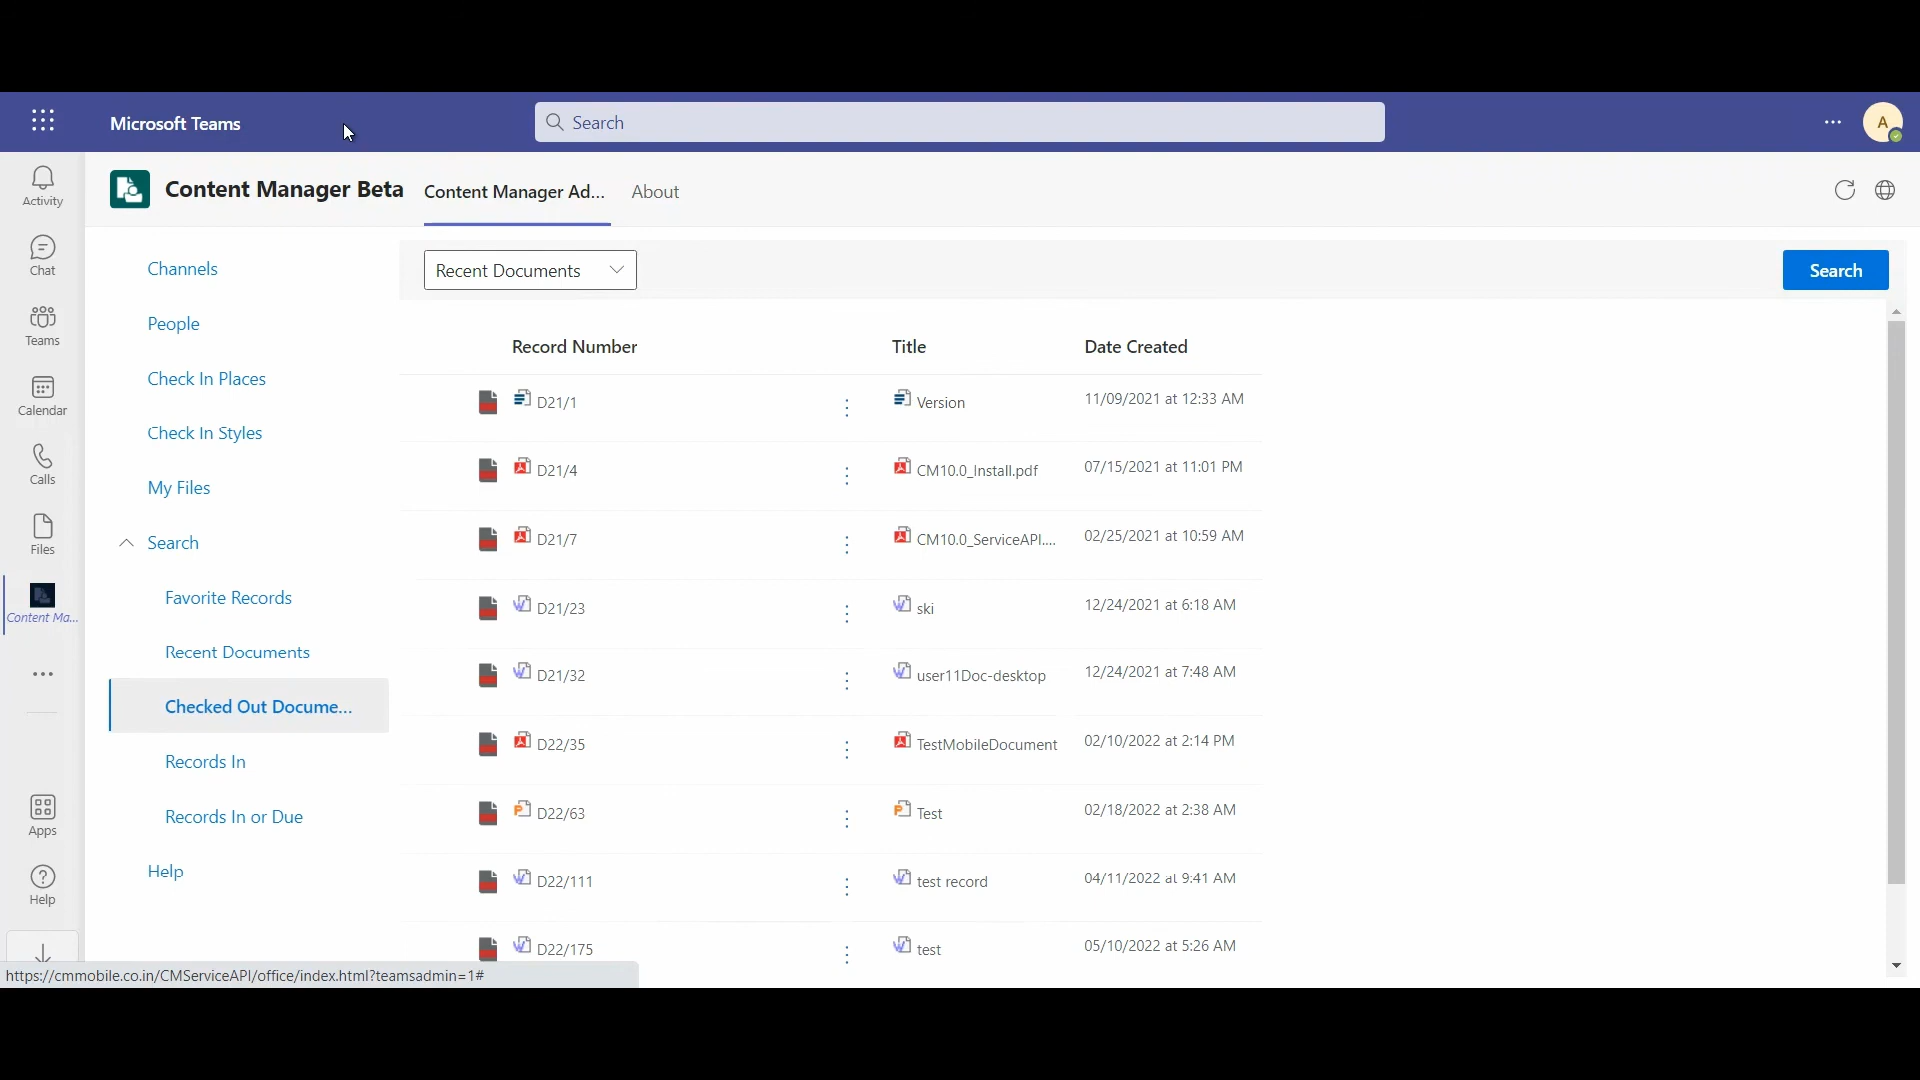 Microsoft Teams
Search
A
Activity
Chat
Teams
Calendar
Calls
Files
Content Ma...
Apps
Help
Content Manager Beta
Content Manager Ad...
About
Channels
People
Check In Places
Check In Styles
My Files
Search
Favorite Records
Recent Documents
Checked Out Docume...
Records In
Records In or Due
Help
Recent Documents
Search
Record Number Title Date Created
D21/1 Version 11/09/2021 at 12:33 AM
D21/4 CM10.0_Install.pdf 07/15/2021 at 11:01 PM
D21/7 CM10.0_ServiceAPI.... 02/25/2021 at 10:59 AM
D21/23 ski 12/24/2021 at 6:18 AM
D21/32 user11Doc-desktop 12/24/2021 at 7:48 AM
D22/35 TestMobileDocument 02/10/2022 at 2:14 PM
D22/63 Test 02/18/2022 at 2:38 AM
D22/111 test record 04/11/2022 at 9:41 AM
D22/175 test 05/10/2022 at 5:26 AM
https://cmmobile.co.in/CMServiceAPI/office/index.html?teamsadmin=1#